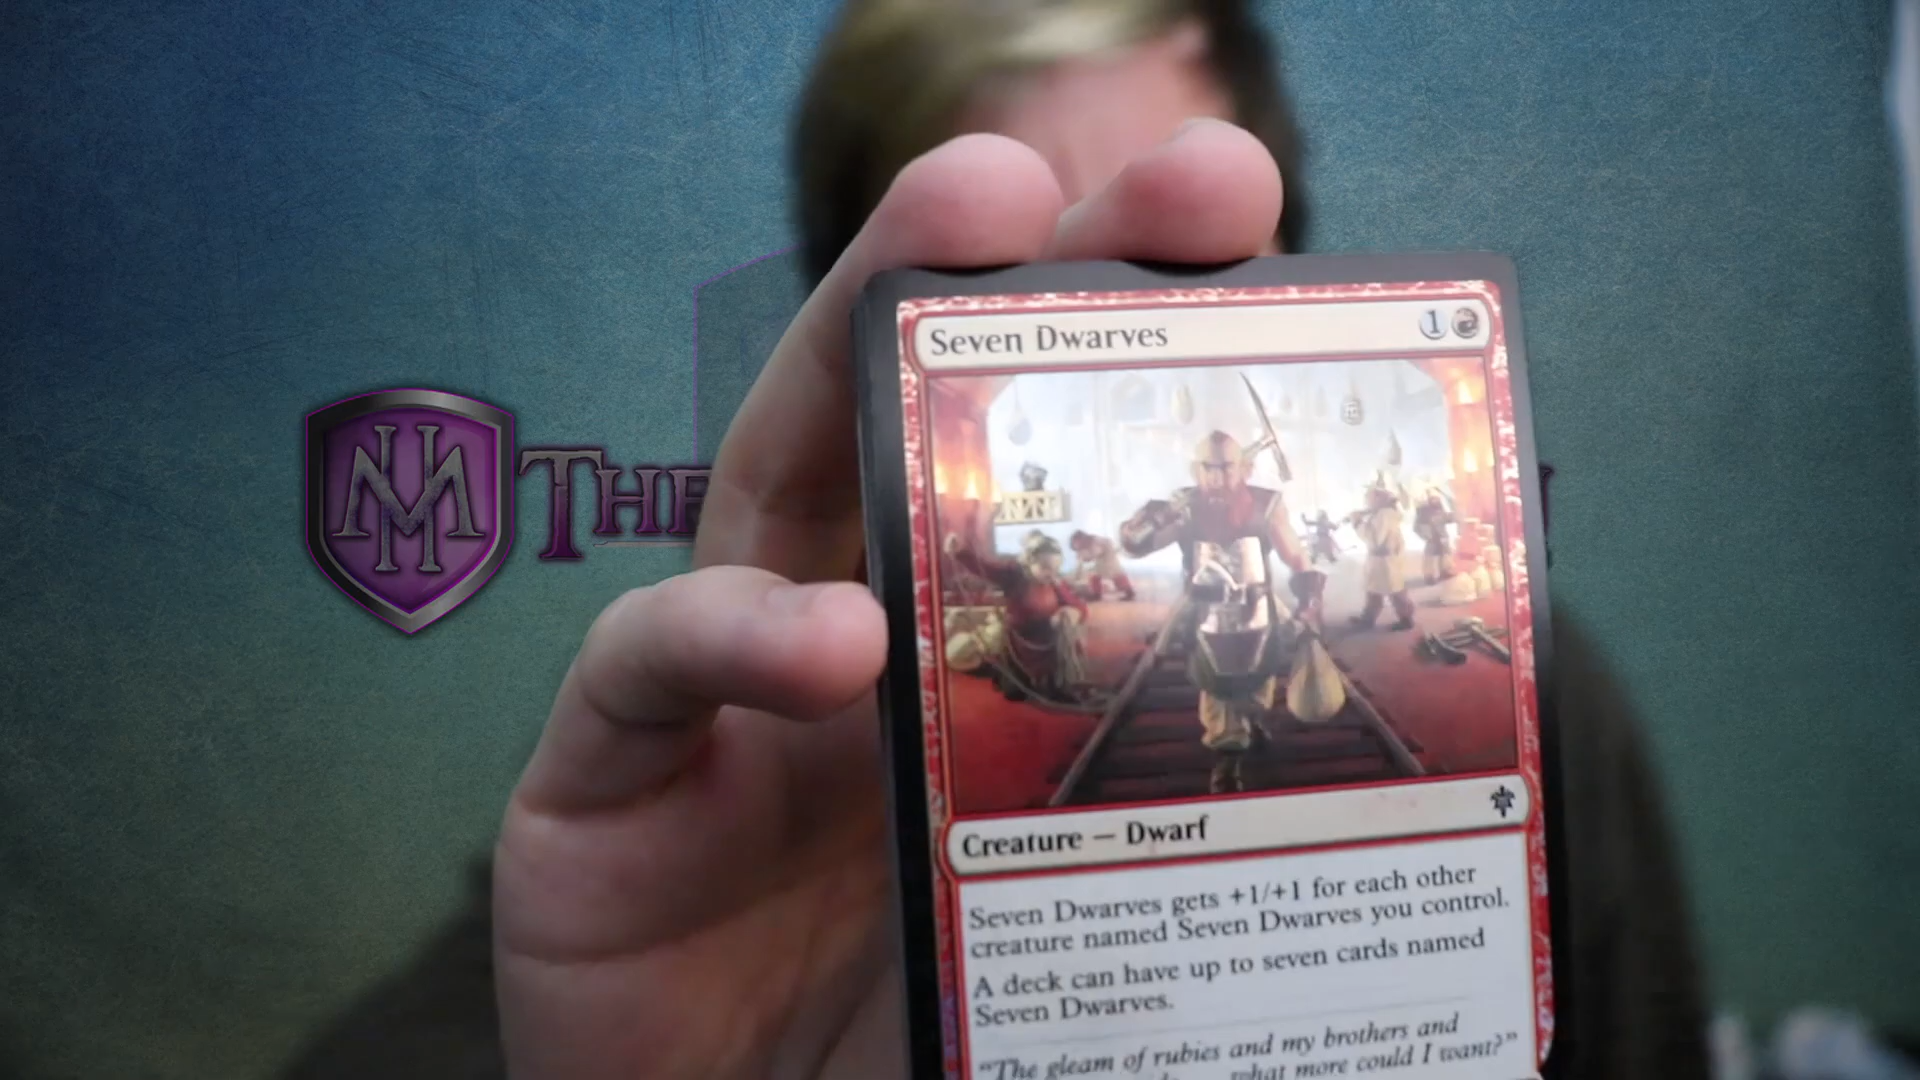 Seven Dwarves 1
Creature — Dwarf
Seven Dwarves gets +1/+1 for each other
creature named Seven Dwarves you control.
A deck can have up to seven cards named
Seven Dwarves.
"The gleam of rubies and my brothers and
what more could I want?"
The